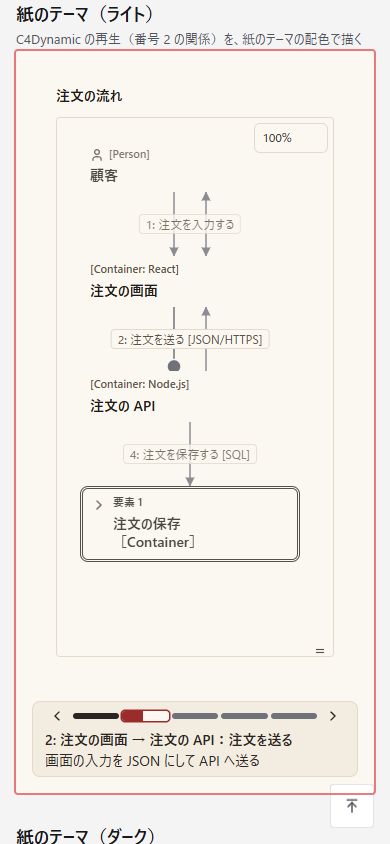 紙のテーマ（ライト）
C4Dynamic の再生（番号 2 の関係）を、紙のテーマの配色で描く
注文の流れ
100%
[Person]
顧客
1: 注文を入力する
[Container: React]
注文の画面
2: 注文を送る [JSON/HTTPS]
[Container: Node.js]
注文の API
4: 注文を保存する [SQL]
要素 1
注文の保存
［Container］
2: 注文の画面 → 注文の API：注文を送る
画面の入力を JSON にして API へ送る
紙のテーマ（ダーク）